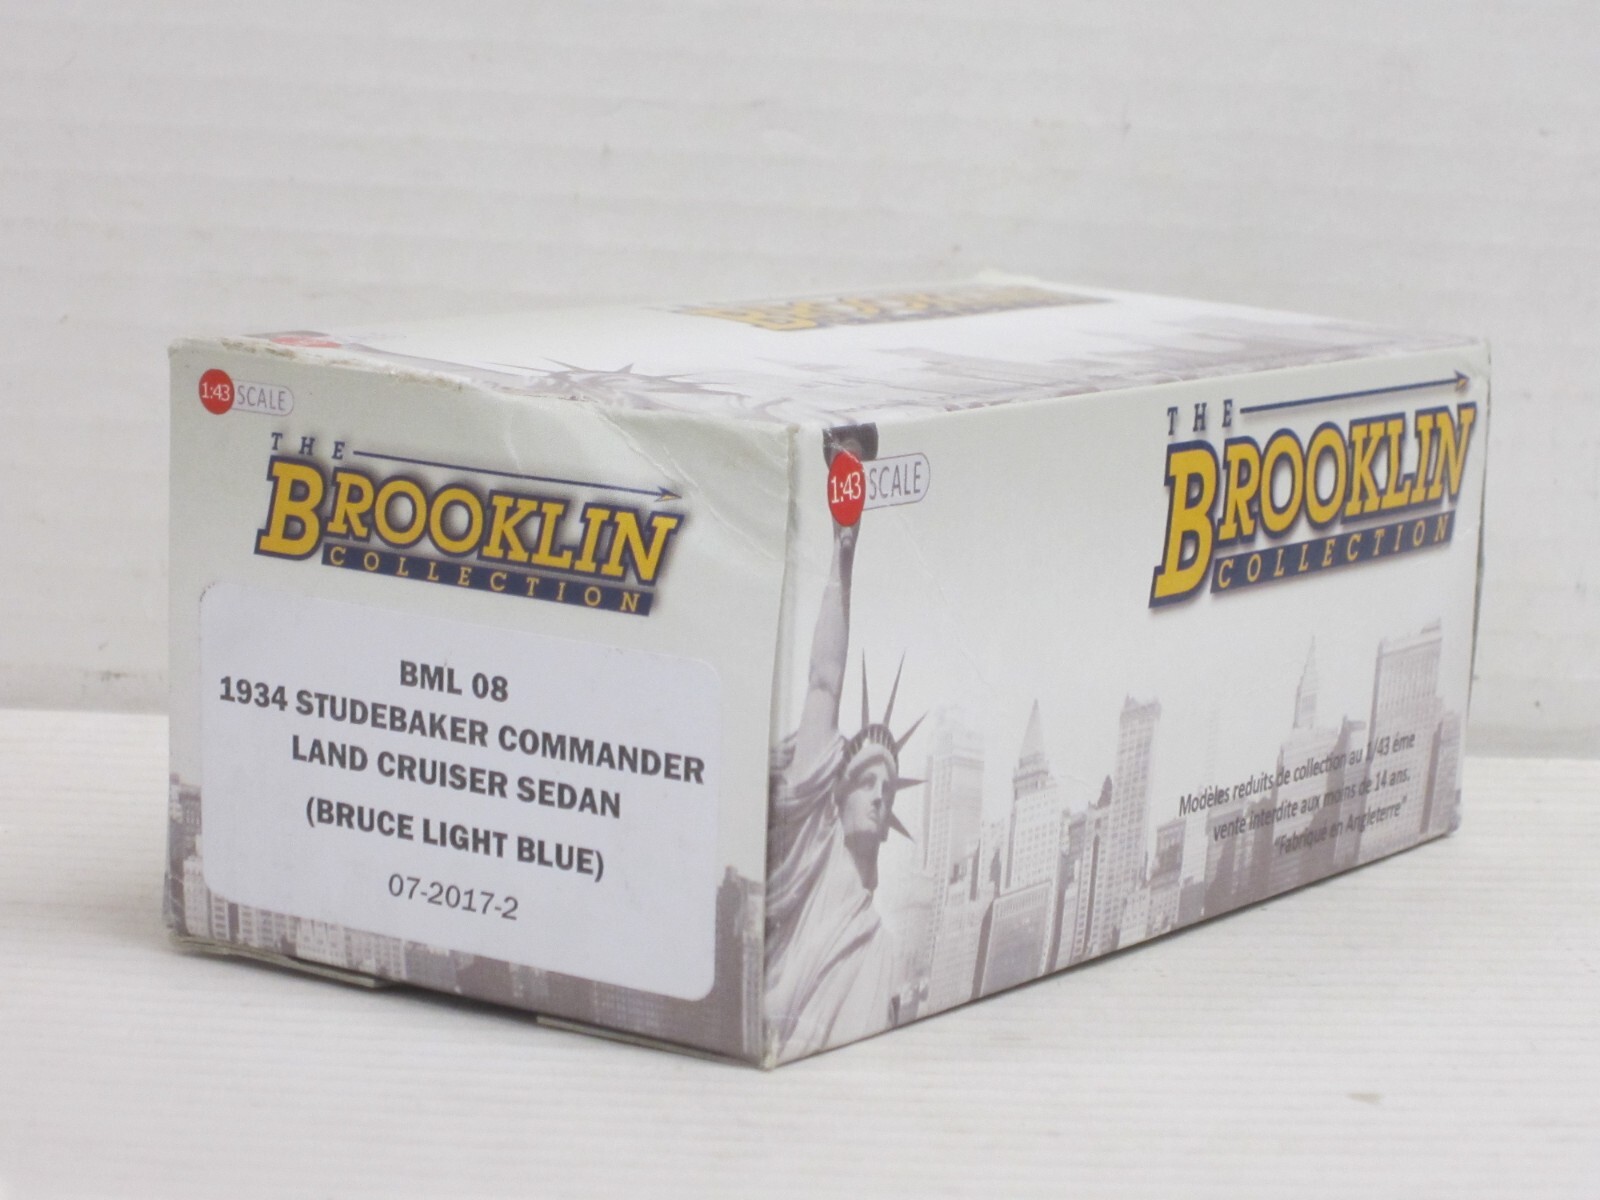 1:43 SCALE
THE
BROOKLIN
COLLECTION
BML 08
1934 STUDEBAKER COMMANDER
LAND CRUISER SEDAN
(BRUCE LIGHT BLUE)
07-2017-2
1:43 SCALE
THE
BROOKLIN
COLLECTION
Modèles reduits de collection au 1/43 ème
vente interdite aux moins de 14 ans.
"Fabriqué en Angleterre"